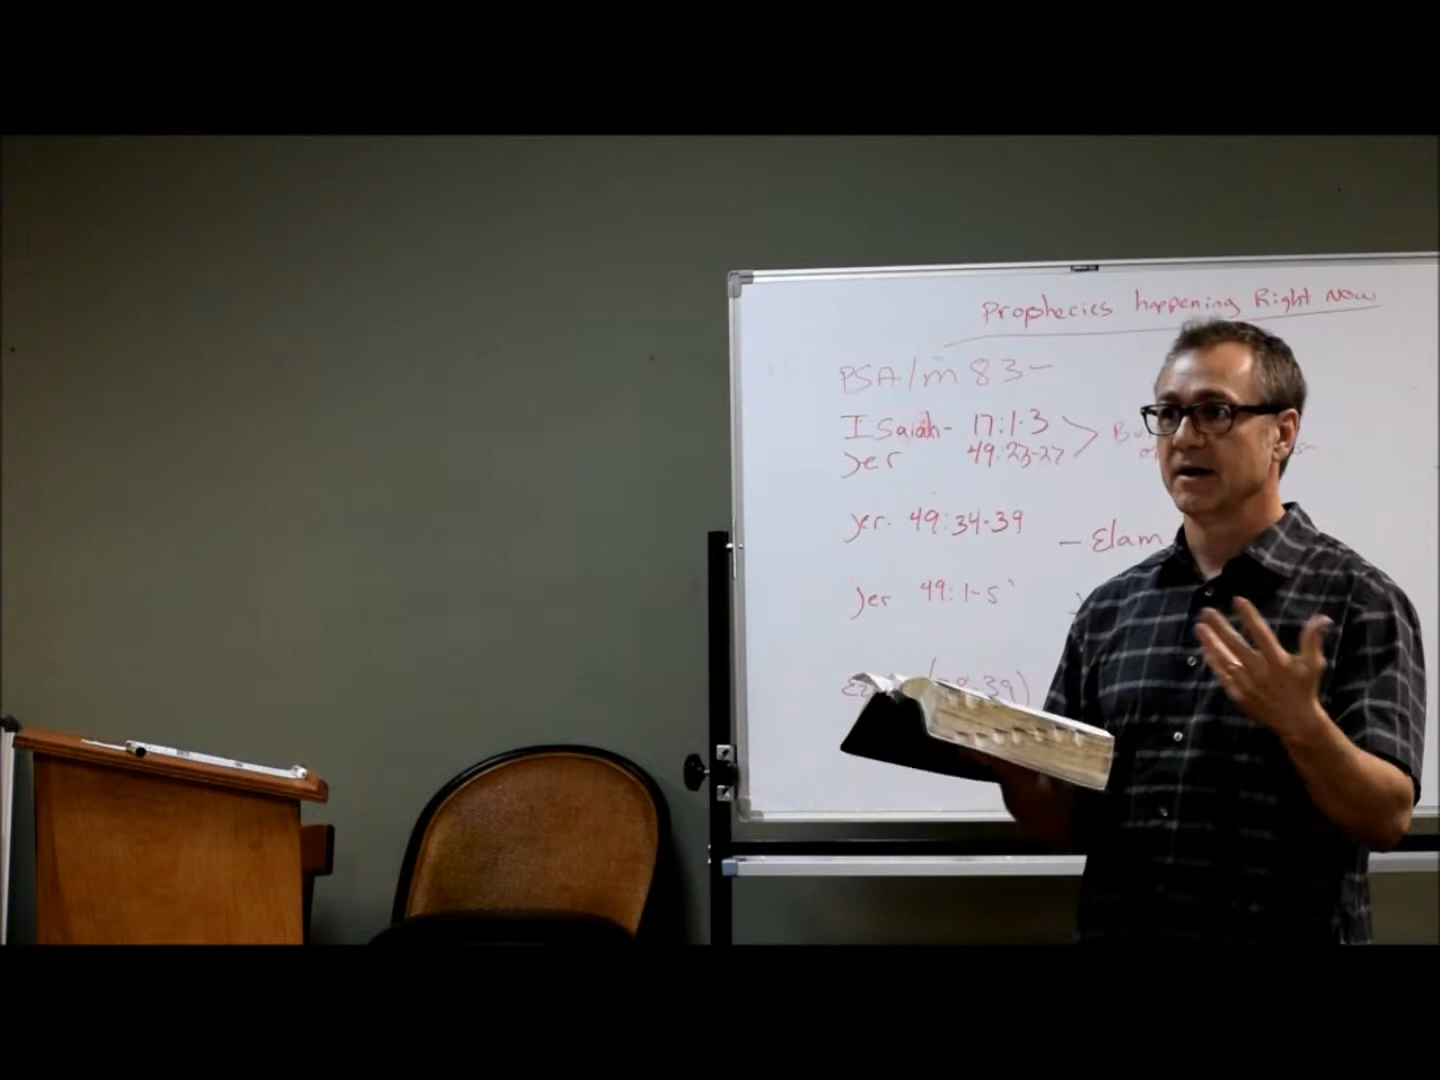 Prophecies happening Right Now
PSAlm 83-
ISaiah- 17:1-3
Jer 49:23-27
Jer. 49:34-39
- Elam
Jer 49:1-5
39)